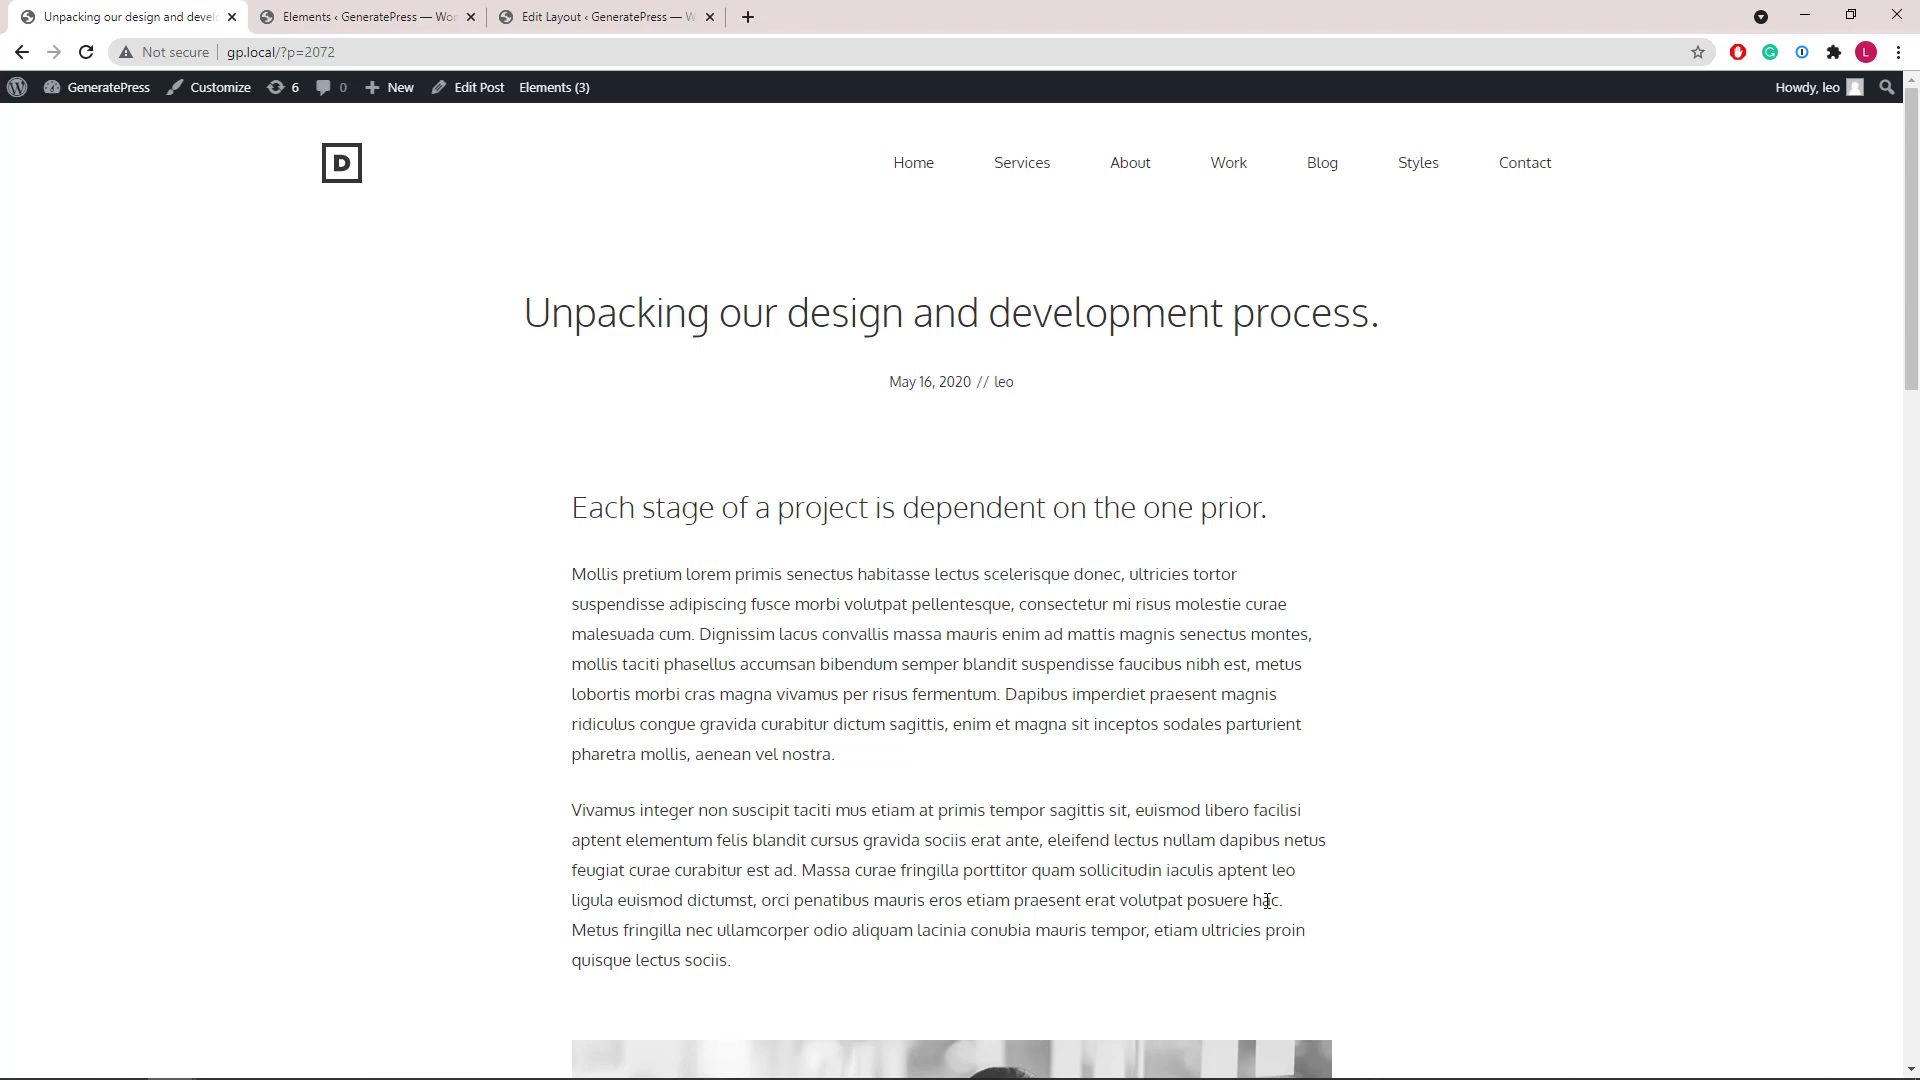 Unpacking our design and devel
Elements ‹ GeneratePress — Wor
Edit Layout ‹ GeneratePress — W
Not secure
gp.local/?p=2072
L
GeneratePress
Customize
6
0
New
Edit Post
Elements (3)
Howdy, leo
D
Home
Services
About
Work
Blog
Styles
Contact
Unpacking our design and development process.
May 16, 2020 // leo
Each stage of a project is dependent on the one prior.
Mollis pretium lorem primis senectus habitasse lectus scelerisque donec, ultricies tortor
suspendisse adipiscing fusce morbi volutpat pellentesque, consectetur mi risus molestie curae
malesuada cum. Dignissim lacus convallis massa mauris enim ad mattis magnis senectus montes,
mollis taciti phasellus accumsan bibendum semper blandit suspendisse faucibus nibh est, metus
lobortis morbi cras magna vivamus per risus fermentum. Dapibus imperdiet praesent magnis
ridiculus congue gravida curabitur dictum sagittis, enim et magna sit inceptos sodales parturient
pharetra mollis, aenean vel nostra.
Vivamus integer non suscipit taciti mus etiam at primis tempor sagittis sit, euismod libero facilisi
aptent elementum felis blandit cursus gravida sociis erat ante, eleifend lectus nullam dapibus netus
feugiat curae curabitur est ad. Massa curae fringilla porttitor quam sollicitudin iaculis aptent leo
ligula euismod dictumst, orci penatibus mauris eros etiam praesent erat volutpat posuere hac.
Metus fringilla nec ullamcorper odio aliquam lacinia conubia mauris tempor, etiam ultricies proin
quisque lectus sociis.